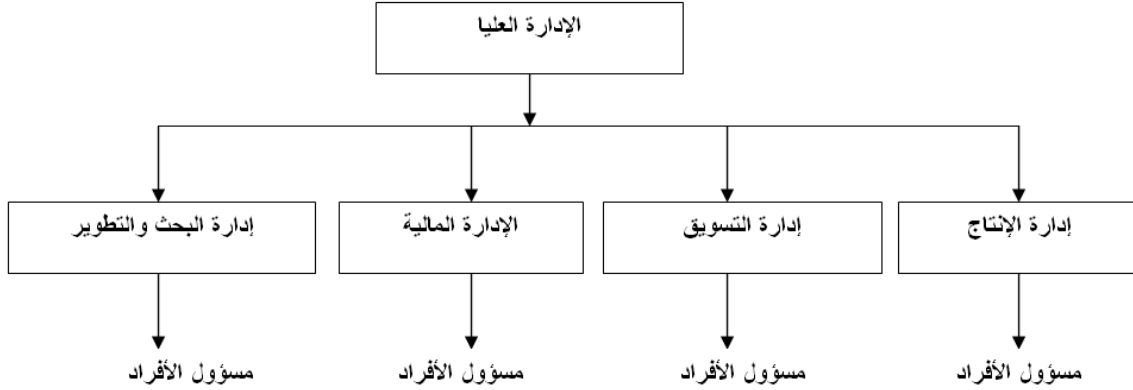 الإدارة العليا
إدارة الإنتاج
إدارة التسويق
الإدارة المالية
إدارة البحث والتطوير
مسؤول الأفراد
مسؤول الأفراد
مسؤول الأفراد
مسؤول الأفراد